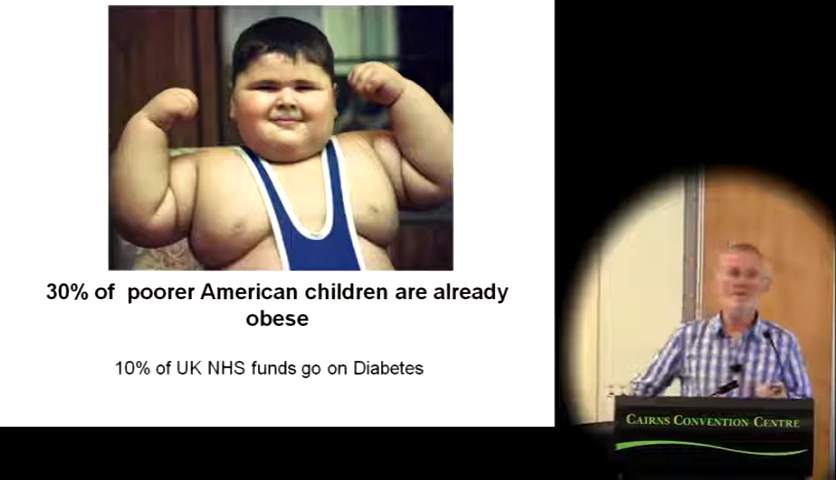 30% of poorer American children are already
obese
10% of UK NHS funds go on Diabetes
CAIRNS CONVENTION CENTRE